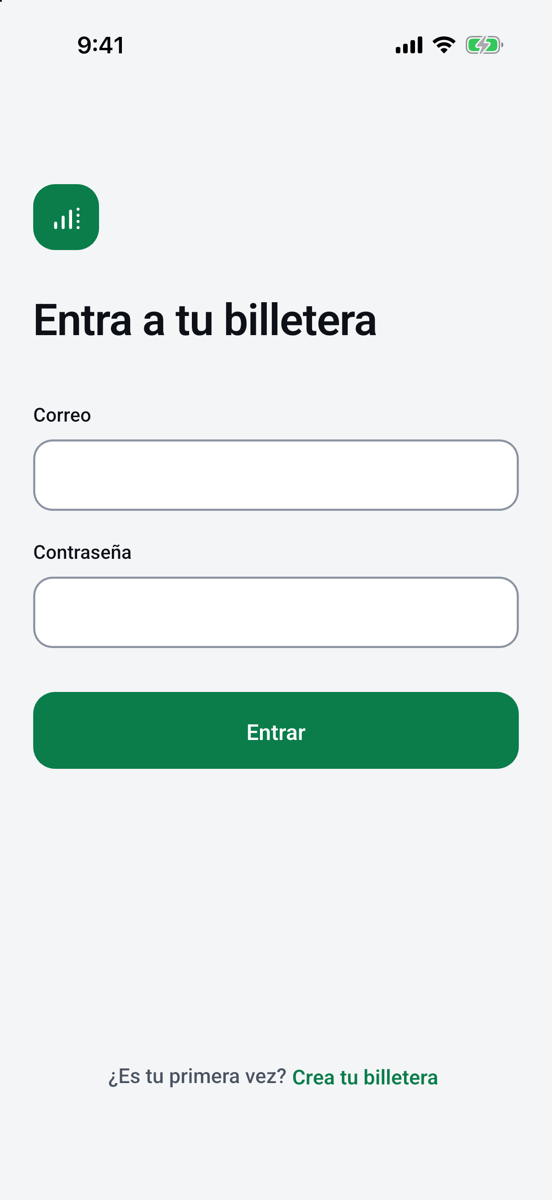 9:41
Entra a tu billetera
Correo
Contraseña
Entrar
¿Es tu primera vez? Crea tu billetera